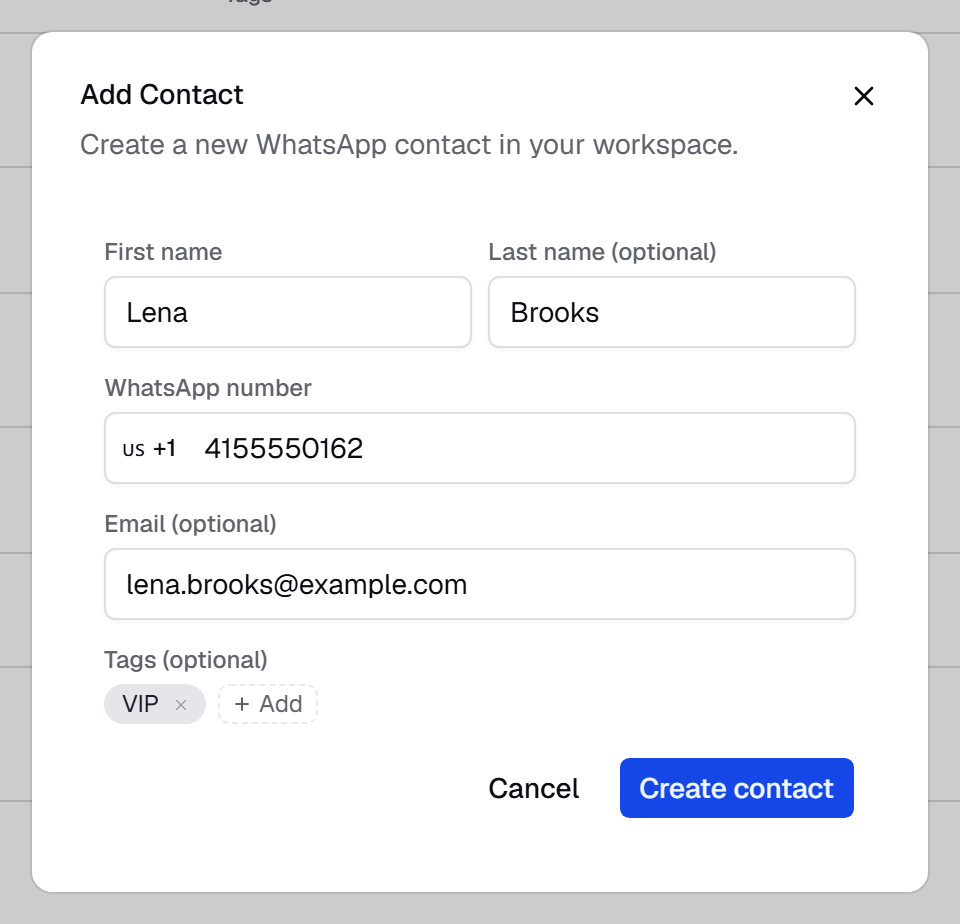 Tags
Add Contact
Create a new WhatsApp contact in your workspace.
First name
Last name (optional)
Lena
Brooks
WhatsApp number
US +1 4155550162
Email (optional)
lena.brooks@example.com
Tags (optional)
VIP × + Add
Cancel Create contact